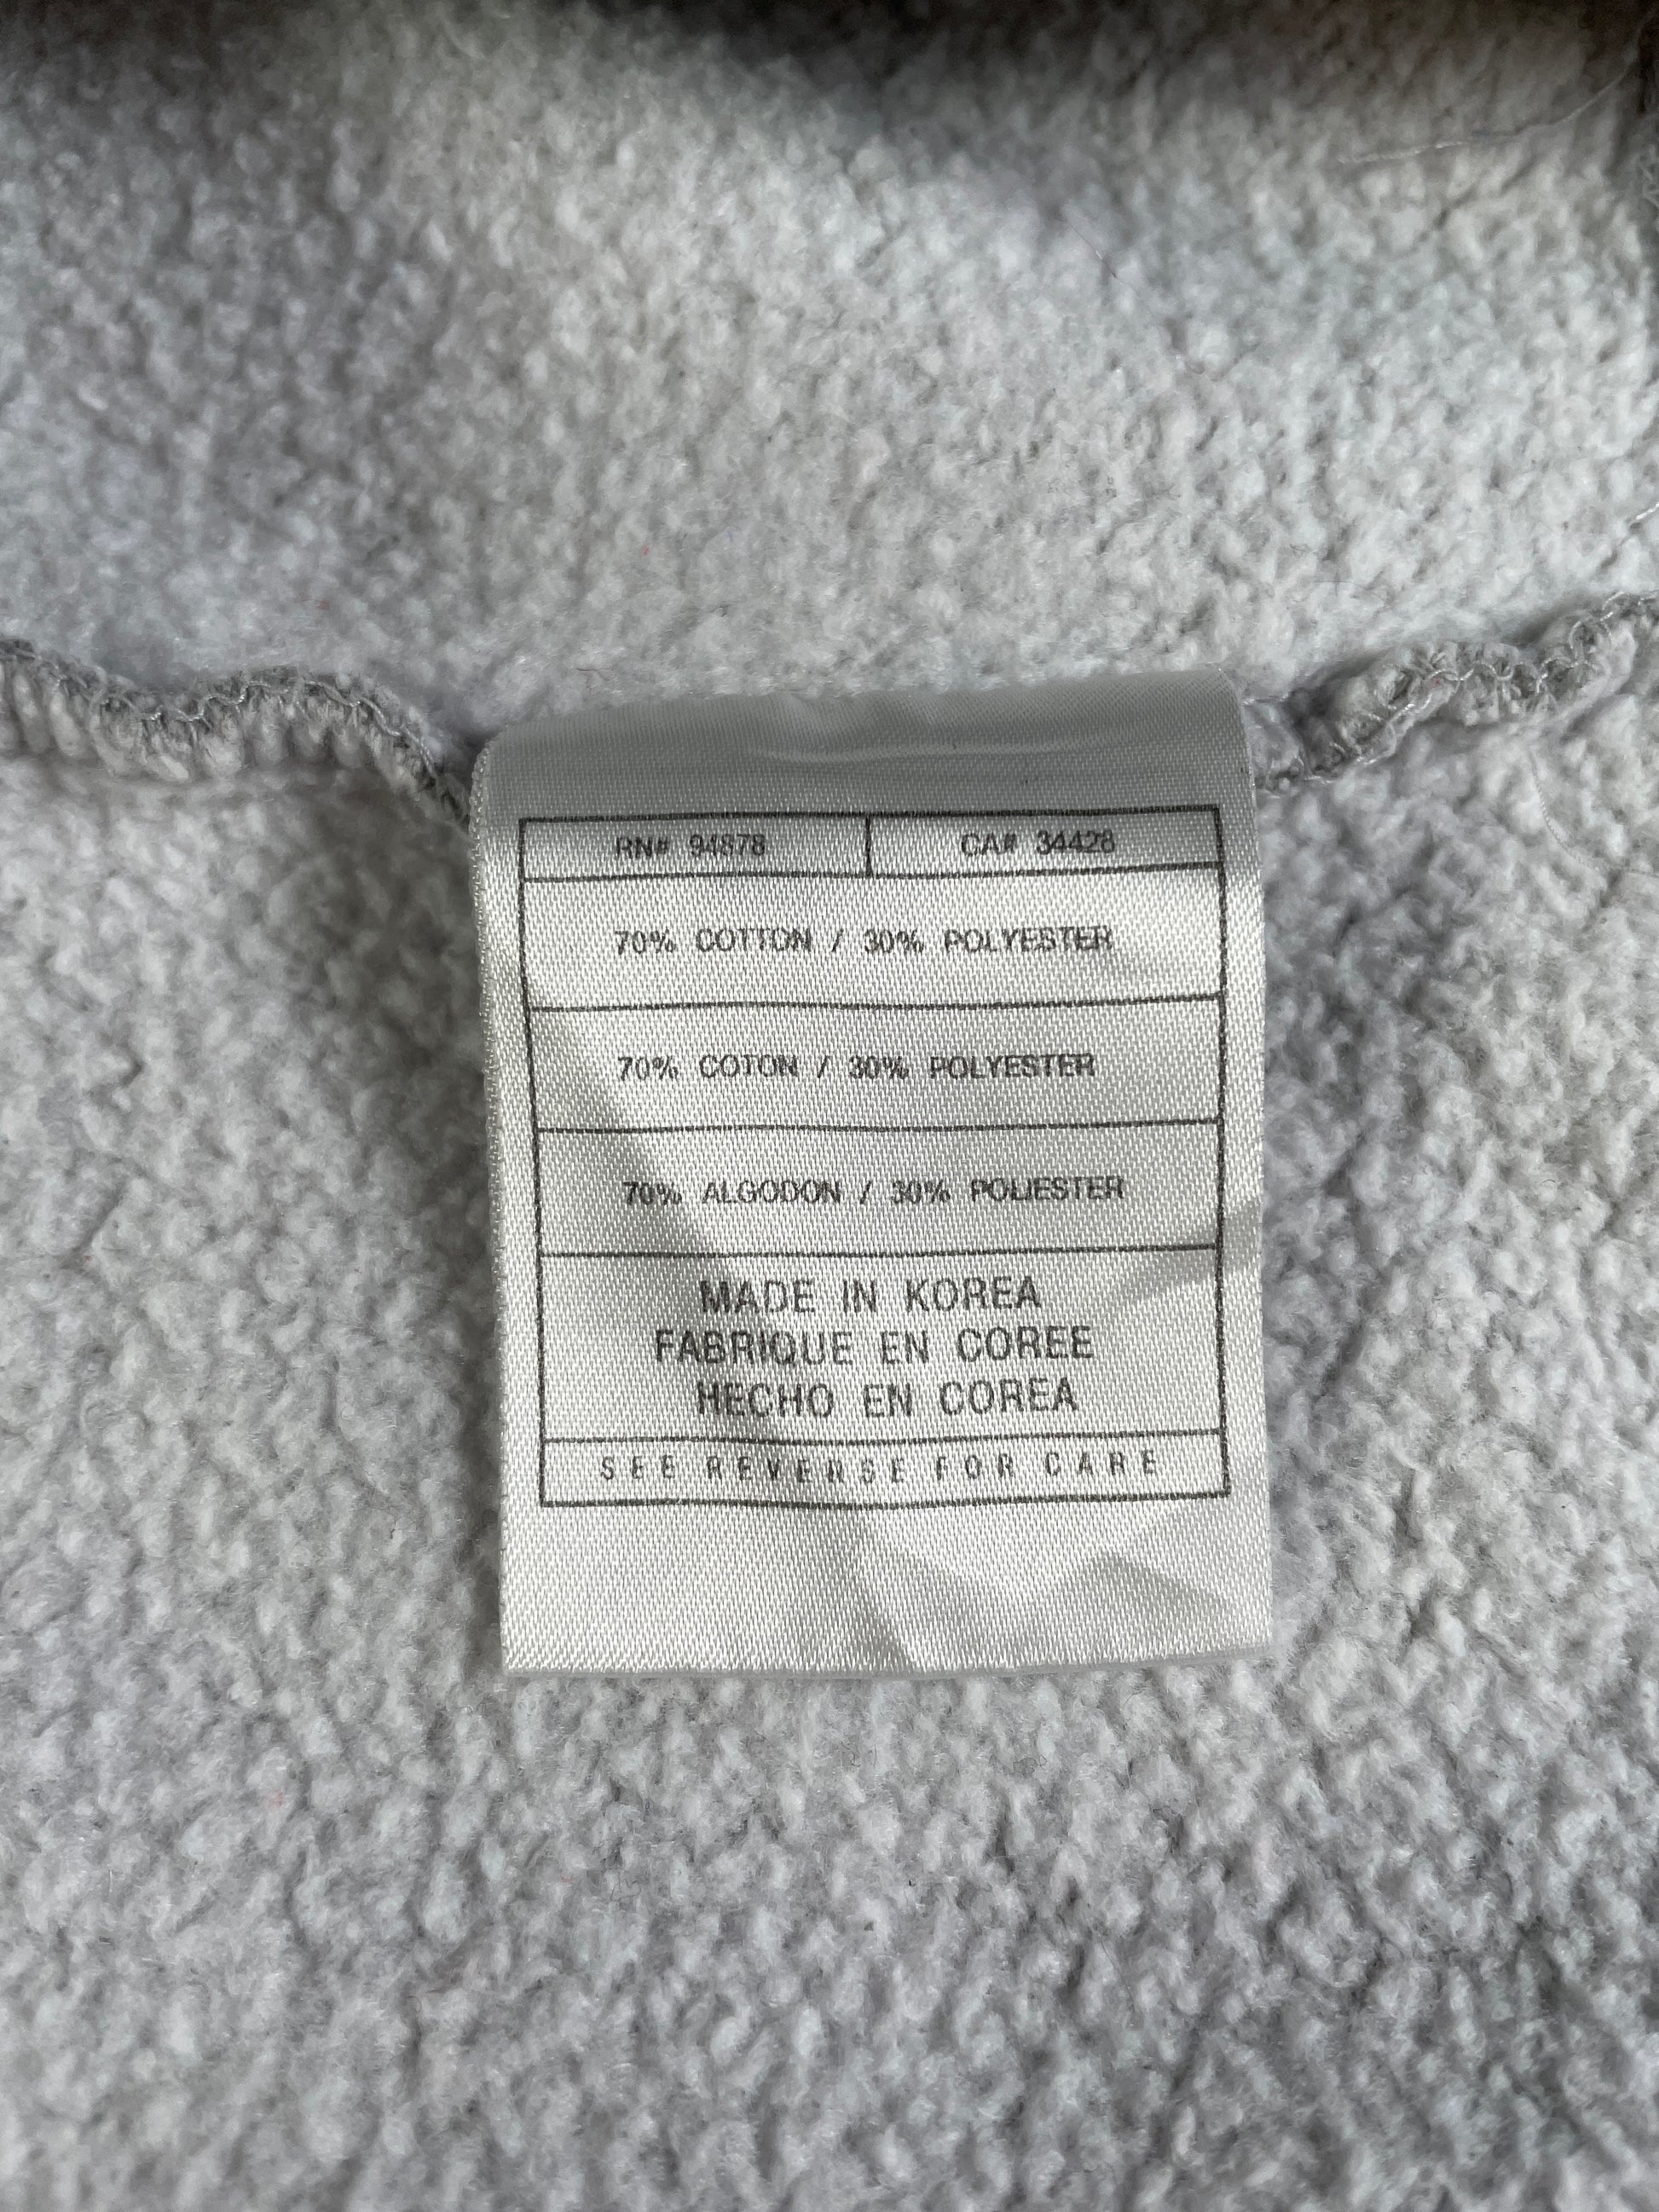 RN# 94878 CA# 34428
70% COTTON / 30% POLYESTER
70% COTON / 30% POLYESTER
70% ALGODON / 30% POLIESTER
MADE IN KOREA
FABRIQUE EN COREE
HECHO EN COREA
SEE REVERSE FOR CARE